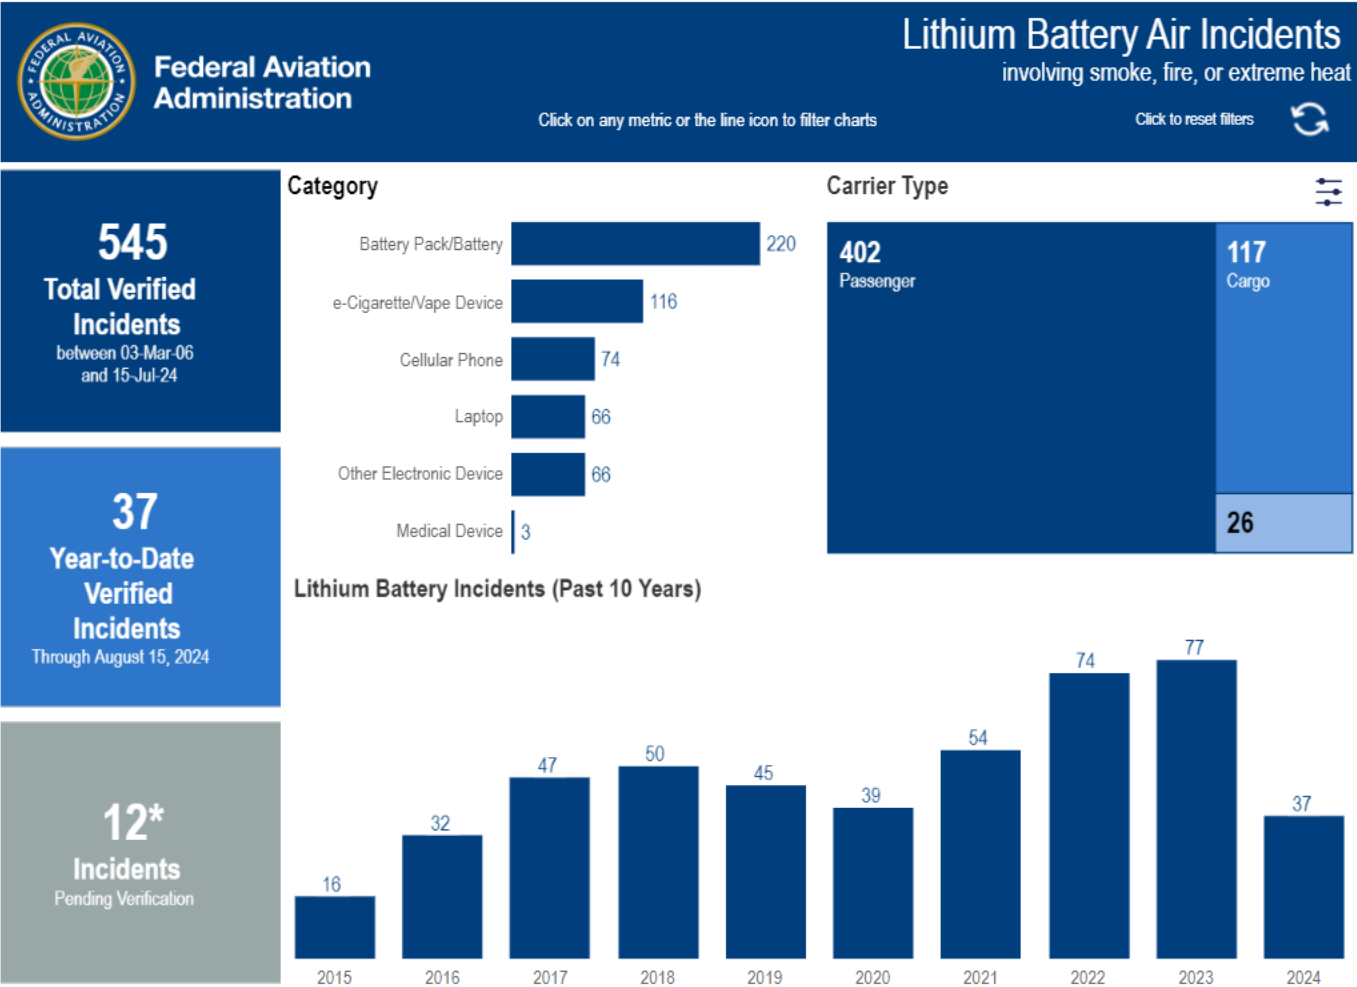 FEDERAL AVIATION ADMINISTRATION
Federal Aviation
Administration
Lithium Battery Air Incidents
involving smoke, fire, or extreme heat
Click on any metric or the line icon to filter charts
Click to reset filters
545
Total Verified
Incidents
between 03-Mar-06
and 15-Jul-24
37
Year-to-Date
Verified
Incidents
Through August 15, 2024
12*
Incidents
Pending Verification
Category
Battery Pack/Battery 220
e-Cigarette/Vape Device 116
Cellular Phone 74
Laptop 66
Other Electronic Device 66
Medical Device 3
Carrier Type
402
Passenger
117
Cargo
26
Lithium Battery Incidents (Past 10 Years)
16 32 47 50 45 39 54 74 77 37
2015 2016 2017 2018 2019 2020 2021 2022 2023 2024